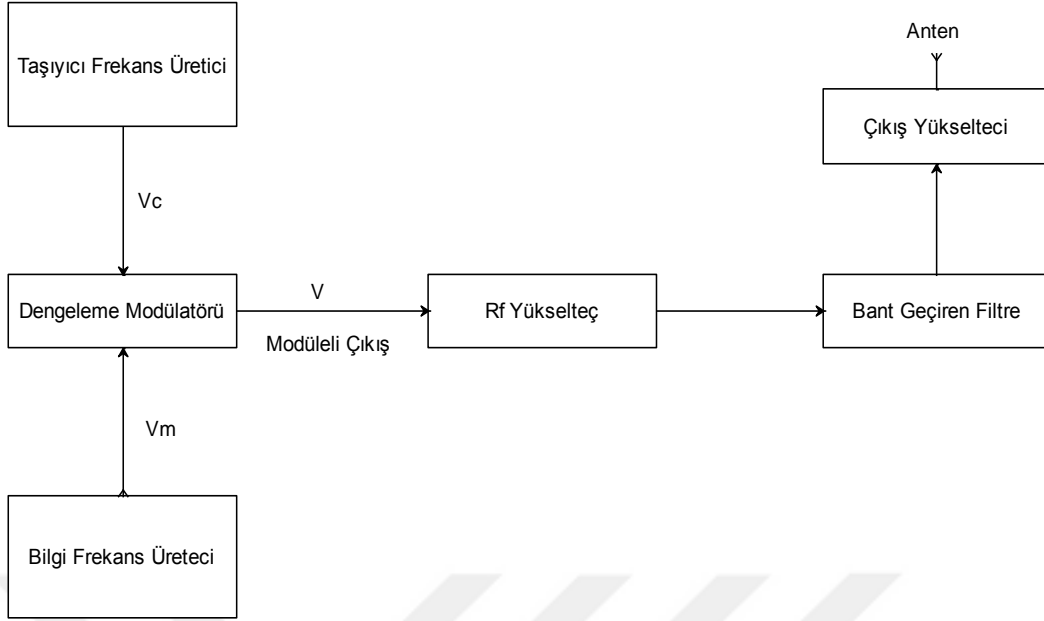 Taşıyıcı Frekans Üretici
Anten
Çıkış Yükselteci
Vc
Dengeleme Modülatörü
V
Modüleli Çıkış
Rf Yükselteç
Bant Geçiren Filtre
Vm
Bilgi Frekans Üreteci